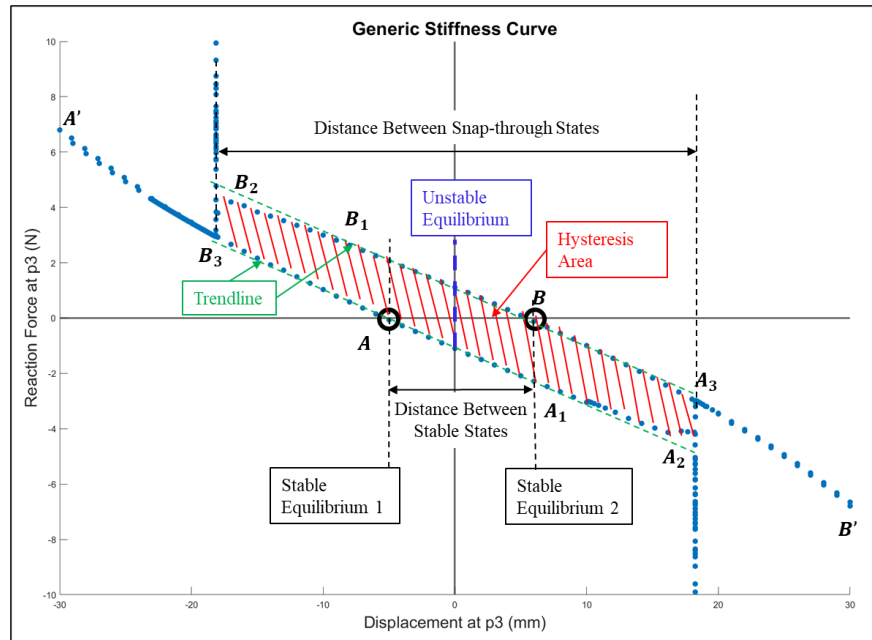 Generic Stiffness Curve
10
8
6
4
2
0
-2
-4
-6
-8
-10
-30
-20
-10
0
10
20
30
Reaction Force at p3 (N)
Displacement at p3 (mm)
A'
Distance Between Snap-through States
B₂
B₁
Unstable
Equilibrium
Hysteresis
Area
B₃
Trendline
A
B
A₃
Distance Between
Stable States
A₁
A₂
Stable
Equilibrium 1
Stable
Equilibrium 2
B'